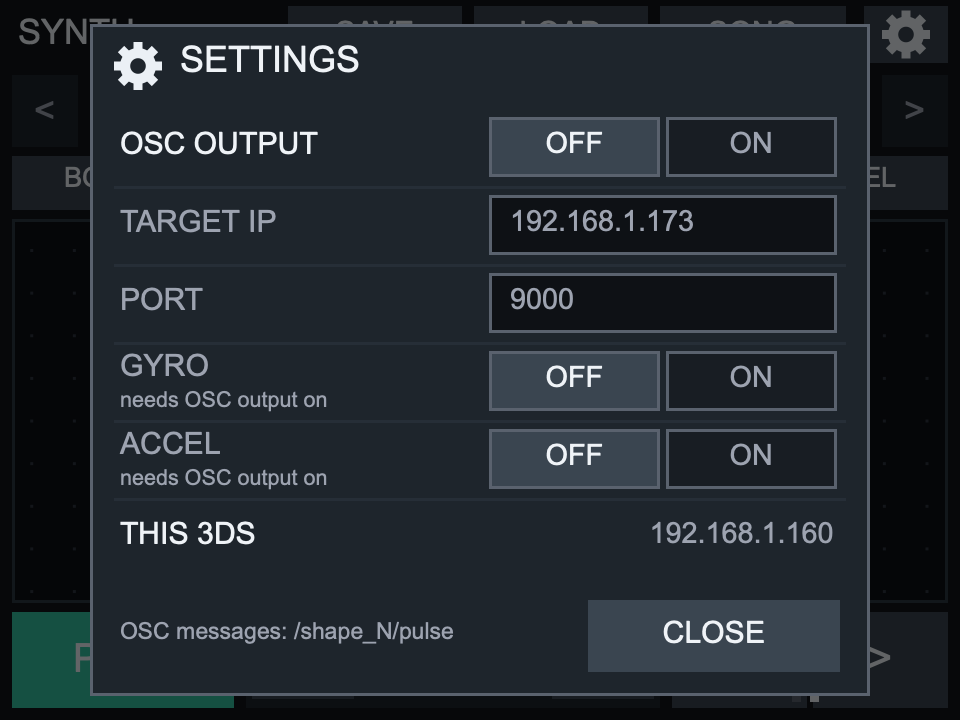 SETTINGS
OSC OUTPUT OFF ON
TARGET IP 192.168.1.173
PORT 9000
GYRO OFF ON
needs OSC output on
ACCEL OFF ON
needs OSC output on
THIS 3DS 192.168.1.160
OSC messages: /shape_N/pulse CLOSE